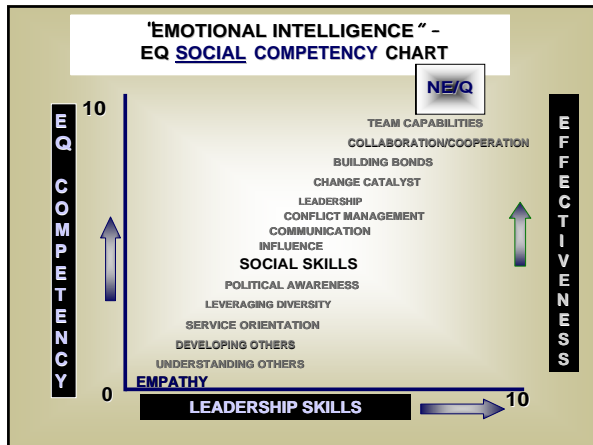 "EMOTIONAL INTELLIGENCE" –
EQ SOCIAL COMPETENCY CHART
NE/Q
10
EQ COMPETENCY
EFFECTIVENESS
TEAM CAPABILITIES
COLLABORATION/COOPERATION
BUILDING BONDS
CHANGE CATALYST
LEADERSHIP
CONFLICT MANAGEMENT
COMMUNICATION
INFLUENCE
SOCIAL SKILLS
POLITICAL AWARENESS
LEVERAGING DIVERSITY
SERVICE ORIENTATION
DEVELOPING OTHERS
UNDERSTANDING OTHERS
EMPATHY
0
LEADERSHIP SKILLS
10